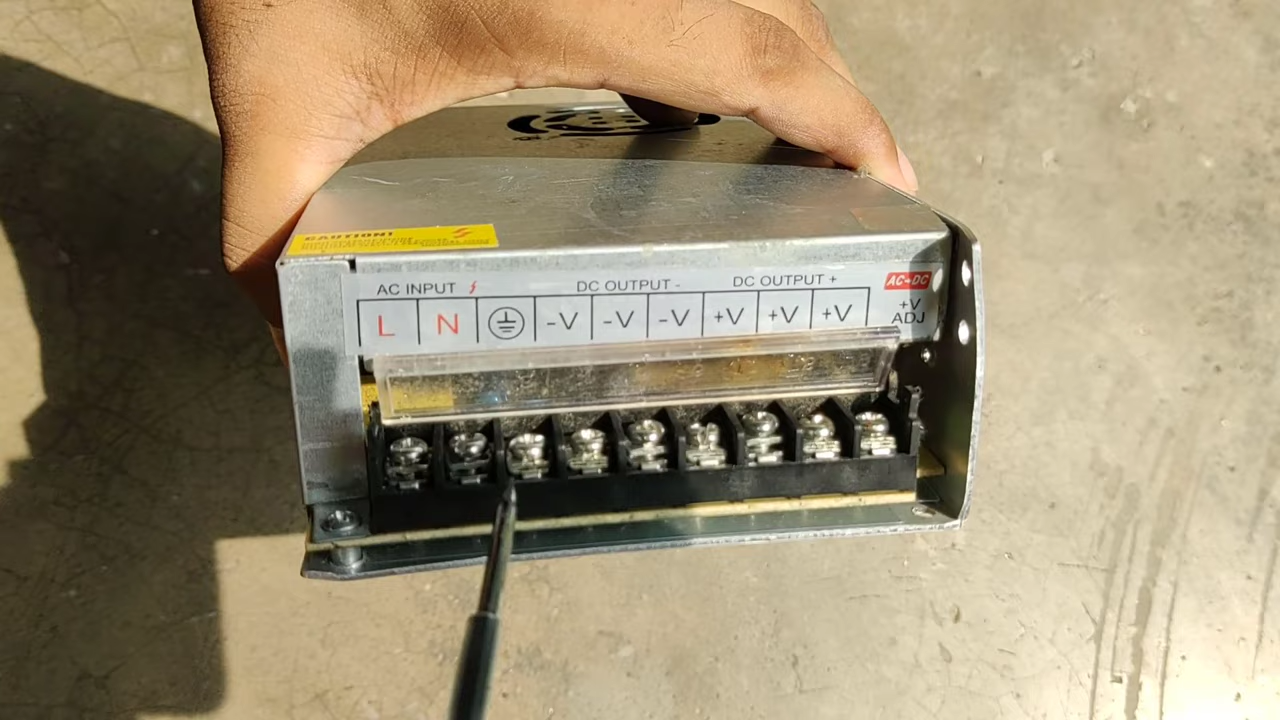 CAUTION!
AC INPUT DC OUTPUT - DC OUTPUT + AC-DC
L N -V -V -V +V +V +V +V
ADJ